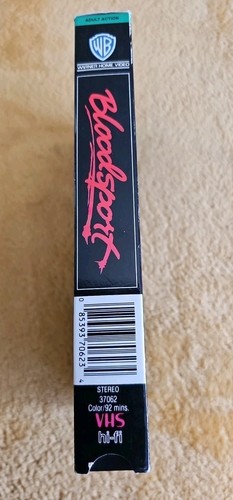 ADULT ACTION
WB
WARNER HOME VIDEO
Bloodsport
0 85393 70623 4
STEREO
37062
Color/92 mins.
VHS
hi-fi